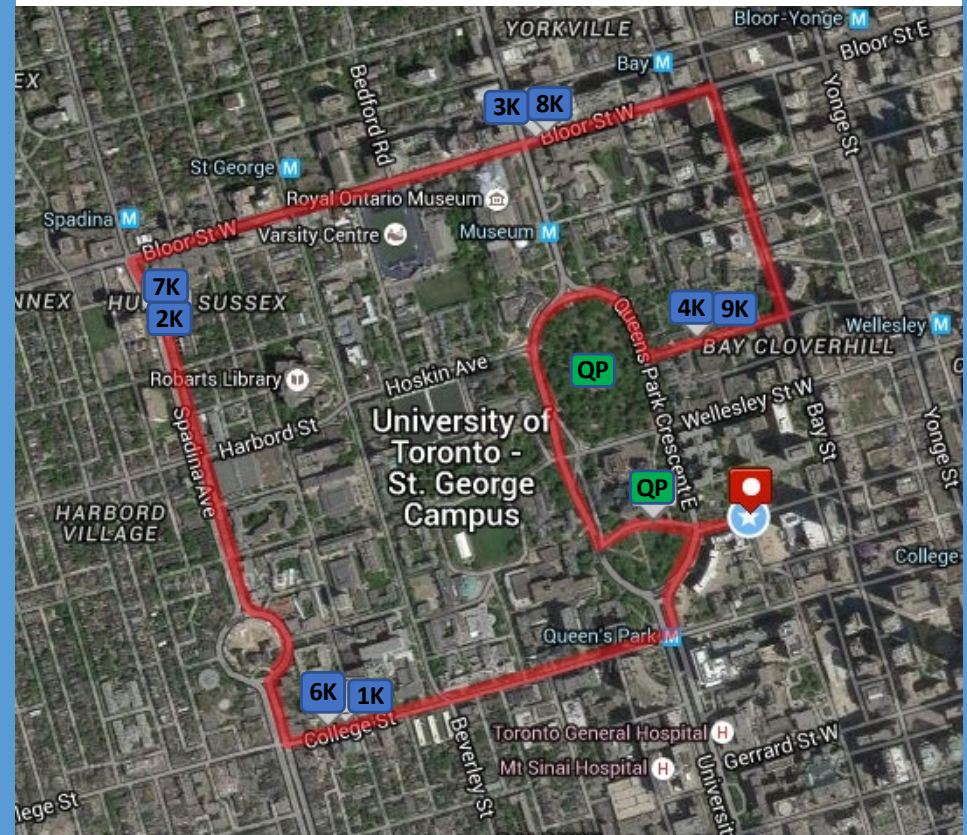 YORKVILLE
Bloor-Yonge M
Bloor St E
Bay M
EX
Bedford Rd
3K
8K
Bloor St W
Yonge St
St George M
Royal Ontario Museum
Spadina M
Bloor St W
Varsity Centre
Museum M
7K
NNEX
HU
SUSSEX
2K
Queens Park Crescent E
4K
9K
Wellesley M
BAY CLOVERHILL
Robarts Library
Hoskin Ave
QP
Wellesley St W
Spadina Ave
Harbord St
University of
Toronto -
St. George
Campus
Bay St
Yonge St
QP
HARBORD
VILLAGE
College
Queen's Park M
6K
1K
College St
Beverley St
Toronto General Hospital H
Gerrard St W
Mt Sinai Hospital H
Universit
lege St